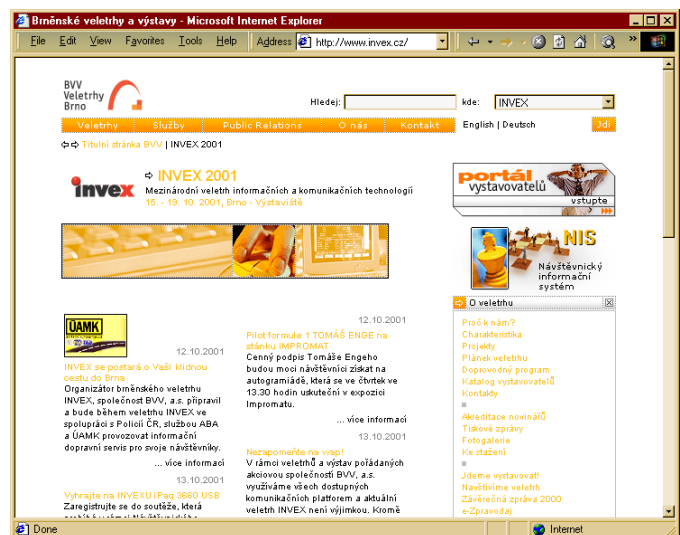 Brněnské veletrhy a výstavy - Microsoft Internet Explorer
File Edit View Favorites Tools Help Address http://www.invex.cz/ »
BVV
Veletrhy
Brno
Hledej: kde: INVEX
Veletrhy Služby Public Relations O nás Kontakt English | Deutsch Jdi
Titulní stránka BVV | INVEX 2001
invex
INVEX 2001
Mezinárodní veletrh informačních a komunikačních technologií
15. - 19. 10. 2001, Brno - Výstaviště
portál
vystavovatelů
vstupte
NIS
Návštěvnický
informační
systém
ÚAMK
12.10.2001
INVEX se postará o Vaši klidnou
cestu do Brna
Organizátor brněnského veletrhu
INVEX, společnost BVV, a.s. připravil
a bude během veletrhu INVEX ve
spolupráci s Policií ČR, službou ABA
a ÚAMK provozovat informační
dopravní servis pro svoje návštěvníky.
... více informací
13.10.2001
Vyhrajte na INVEXU iPaq 3660 USB
Zaregistrujte se do soutěže, která
12.10.2001
Pilot formule 1 TOMÁŠ ENGE na
stánku IMPROMAT
Cenný podpis Tomáše Engeho
budou moci návštěvníci získat na
autogramiádě, která se ve čtvrtek ve
13.30 hodin uskuteční v expozici
Impromatu.
... více informací
13.10.2001
Nezapomeňte na wap!
V rámci veletrhů a výstav pořádaných
akciovou společností BVV, a.s.
využíváme všech dostupných
komunikačních platforem a aktuální
veletrh INVEX není výjimkou. Kromě
O veletrhu
Proč k nám?
Charakteristika
Projekty
Plánek veletrhu
Doprovodný program
Katalog vystavovatelů
Kontakty
Akreditace novinářů
Tiskové zprávy
Fotogalerie
Ke stažení
Jdeme vystavovat!
Navštívíme veletrh
Závěrečná zpráva 2000
e-Zpravodaj
Done Internet